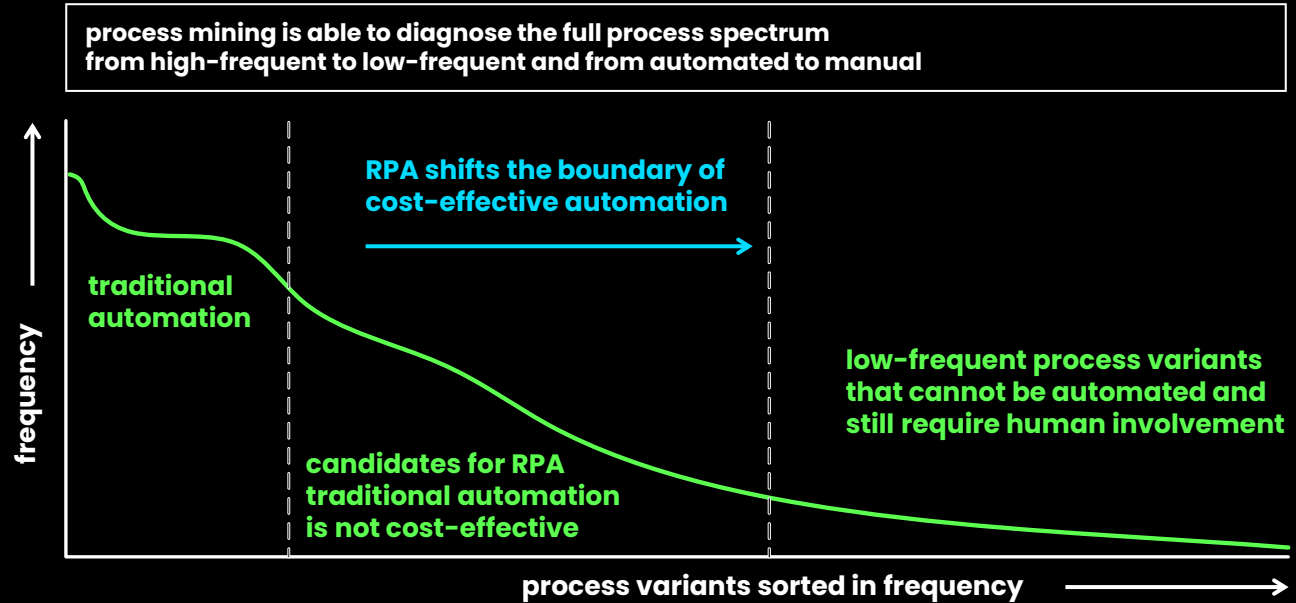 process mining is able to diagnose the full process spectrum
from high-frequent to low-frequent and from automated to manual
RPA shifts the boundary of
cost-effective automation
traditional
automation
frequency
low-frequent process variants
that cannot be automated and
still require human involvement
candidates for RPA
traditional automation
is not cost-effective
process variants sorted in frequency